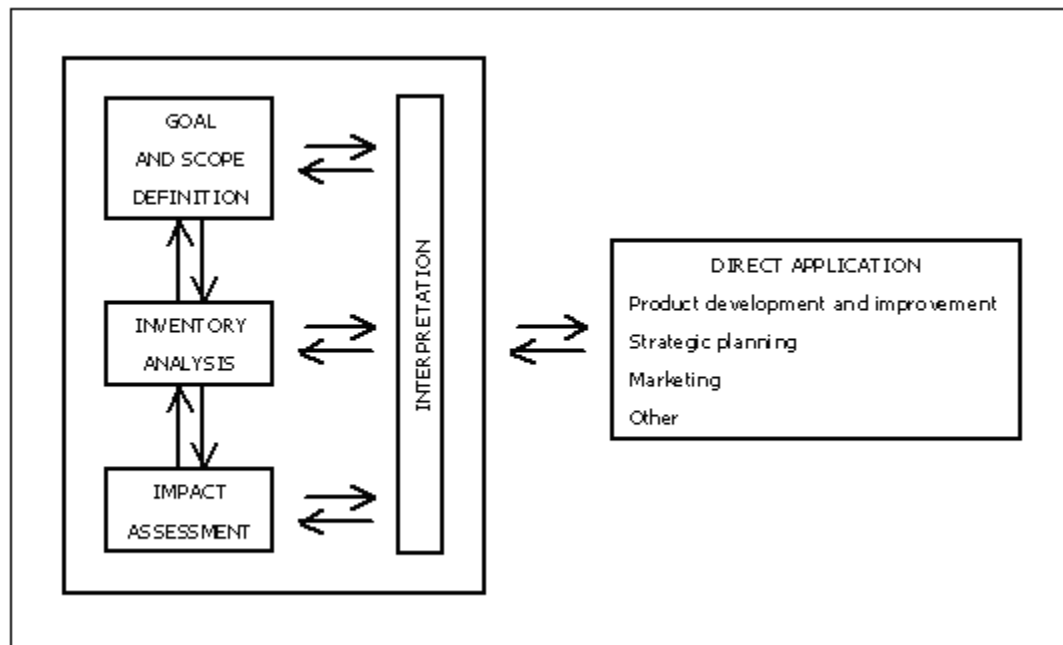 GOAL
AND SCOPE
DEFINITION
INVENTORY
ANALYSIS
IMPACT
ASSESSMENT
INTERPRETATION
DIRECT APPLICATION
Product development and improvement
Strategic planning
Marketing
Other